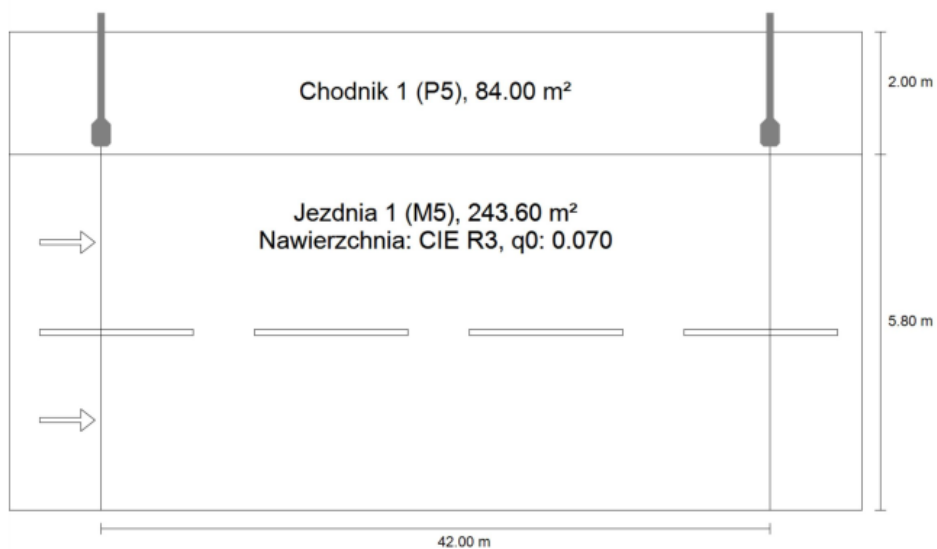 Chodnik 1 (P5), 84.00 m²
2.00 m
Jezdnia 1 (M5), 243.60 m²
Nawierzchnia: CIE R3, q0: 0.070
5.80 m
42.00 m